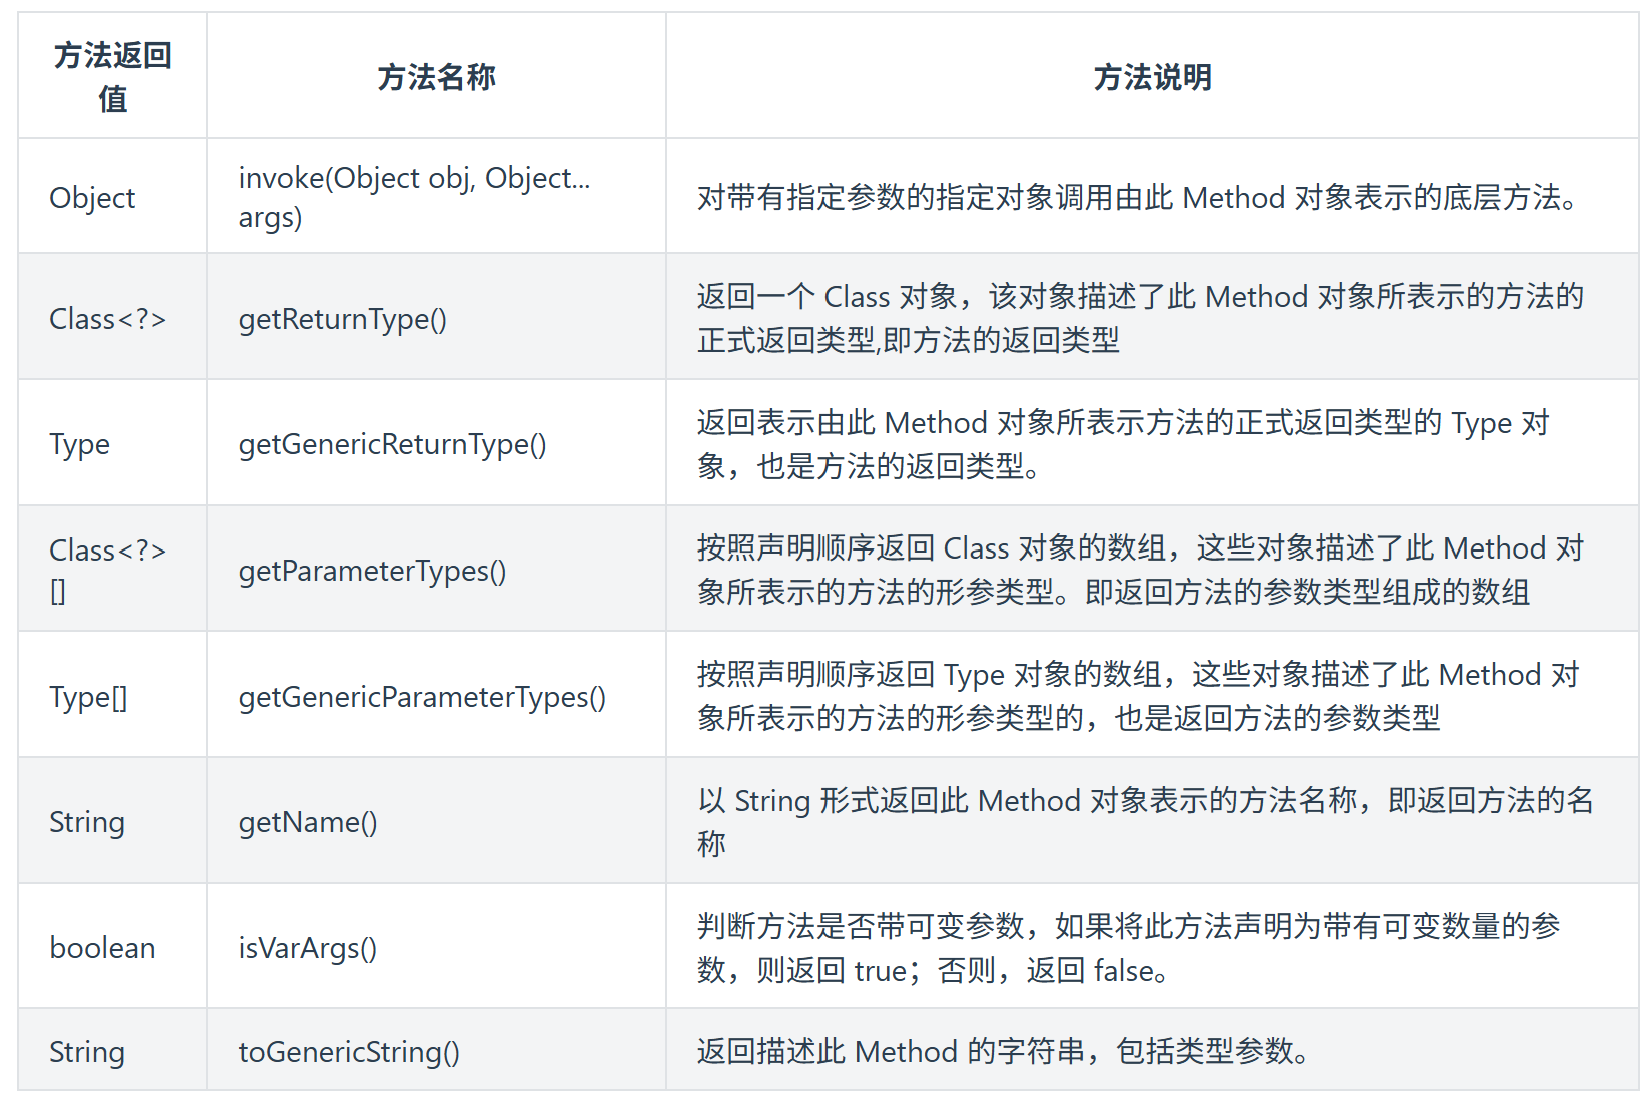 方法返回
值
方法名称
方法说明
Object
invoke(Object obj, Object...
args)
对带有指定参数的指定对象调用由此 Method 对象表示的底层方法。
Class<?>
getReturnType()
返回一个 Class 对象，该对象描述了此 Method 对象所表示的方法的
正式返回类型,即方法的返回类型
Type
getGenericReturnType()
返回表示由此 Method 对象所表示方法的正式返回类型的 Type 对
象，也是方法的返回类型。
Class<?>
[]
getParameterTypes()
按照声明顺序返回 Class 对象的数组，这些对象描述了此 Method 对
象所表示的方法的形参类型。即返回方法的参数类型组成的数组
Type[]
getGenericParameterTypes()
按照声明顺序返回 Type 对象的数组，这些对象描述了此 Method 对
象所表示的方法的形参类型的，也是返回方法的参数类型
String
getName()
以 String 形式返回此 Method 对象表示的方法名称，即返回方法的名
称
boolean
isVarArgs()
判断方法是否带可变参数，如果将此方法声明为带有可变数量的参
数，则返回 true；否则，返回 false。
String
toGenericString()
返回描述此 Method 的字符串，包括类型参数。